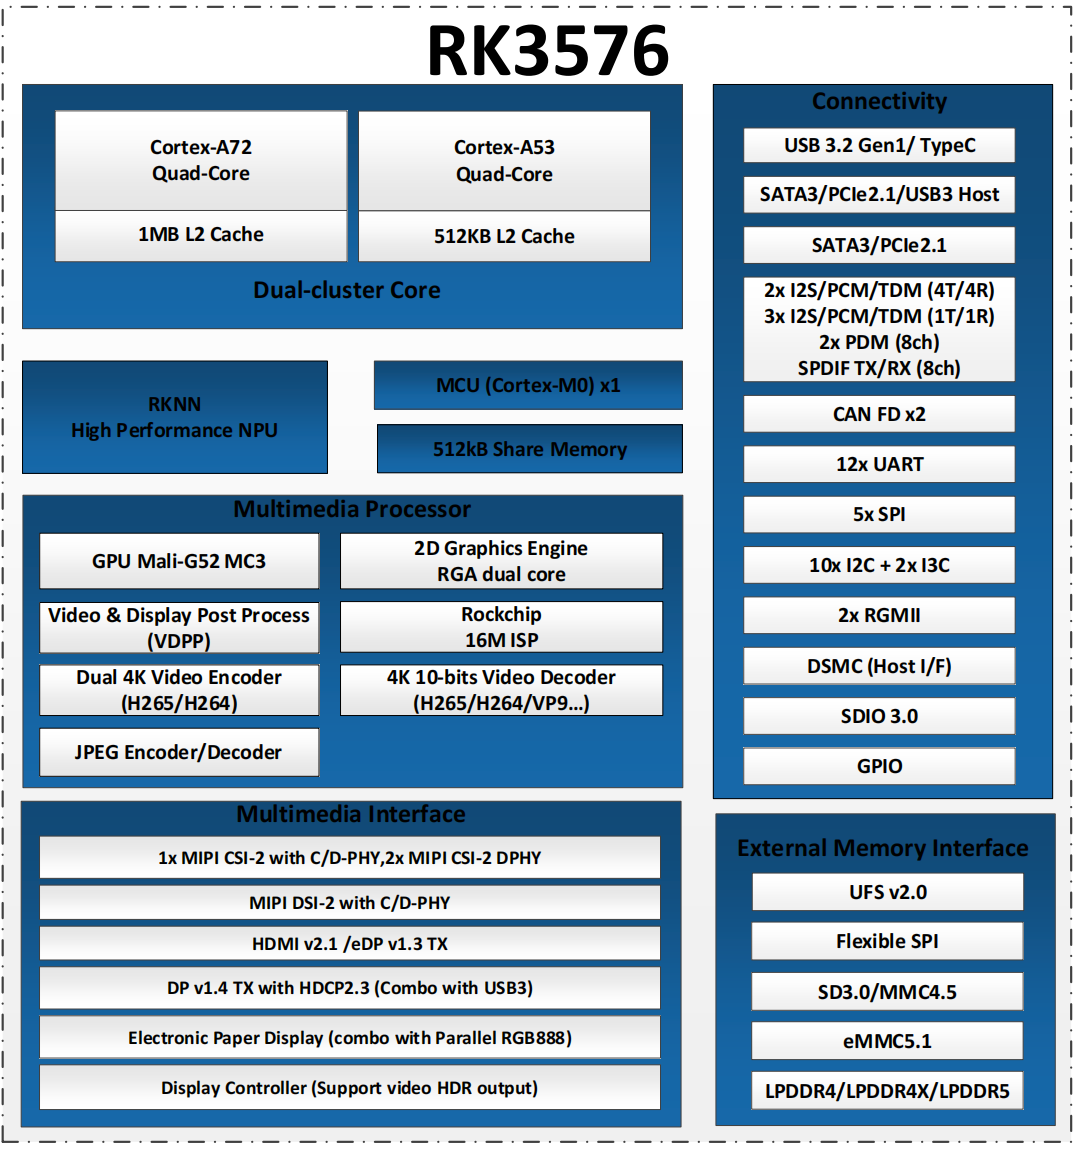 RK3576
Cortex-A72
Quad-Core
1MB L2 Cache
Cortex-A53
Quad-Core
512KB L2 Cache
Dual-cluster Core
RKNN
High Performance NPU
MCU (Cortex-M0) x1
512kB Share Memory
Multimedia Processor
GPU Mali-G52 MC3
2D Graphics Engine
RGA dual core
Video & Display Post Process
(VDPP)
Rockchip
16M ISP
Dual 4K Video Encoder
(H265/H264)
4K 10-bits Video Decoder
(H265/H264/VP9...)
JPEG Encoder/Decoder
Multimedia Interface
1x MIPI CSI-2 with C/D-PHY,2x MIPI CSI-2 DPHY
MIPI DSI-2 with C/D-PHY
HDMI v2.1 /eDP v1.3 TX
DP v1.4 TX with HDCP2.3 (Combo with USB3)
Electronic Paper Display (combo with Parallel RGB888)
Display Controller (Support video HDR output)
Connectivity
USB 3.2 Gen1/ TypeC
SATA3/PCIe2.1/USB3 Host
SATA3/PCIe2.1
2x I2S/PCM/TDM (4T/4R)
3x I2S/PCM/TDM (1T/1R)
2x PDM (8ch)
SPDIF TX/RX (8ch)
CAN FD x2
12x UART
5x SPI
10x I2C + 2x I3C
2x RGMII
DSMC (Host I/F)
SDIO 3.0
GPIO
External Memory Interface
UFS v2.0
Flexible SPI
SD3.0/MMC4.5
eMMC5.1
LPDDR4/LPDDR4X/LPDDR5